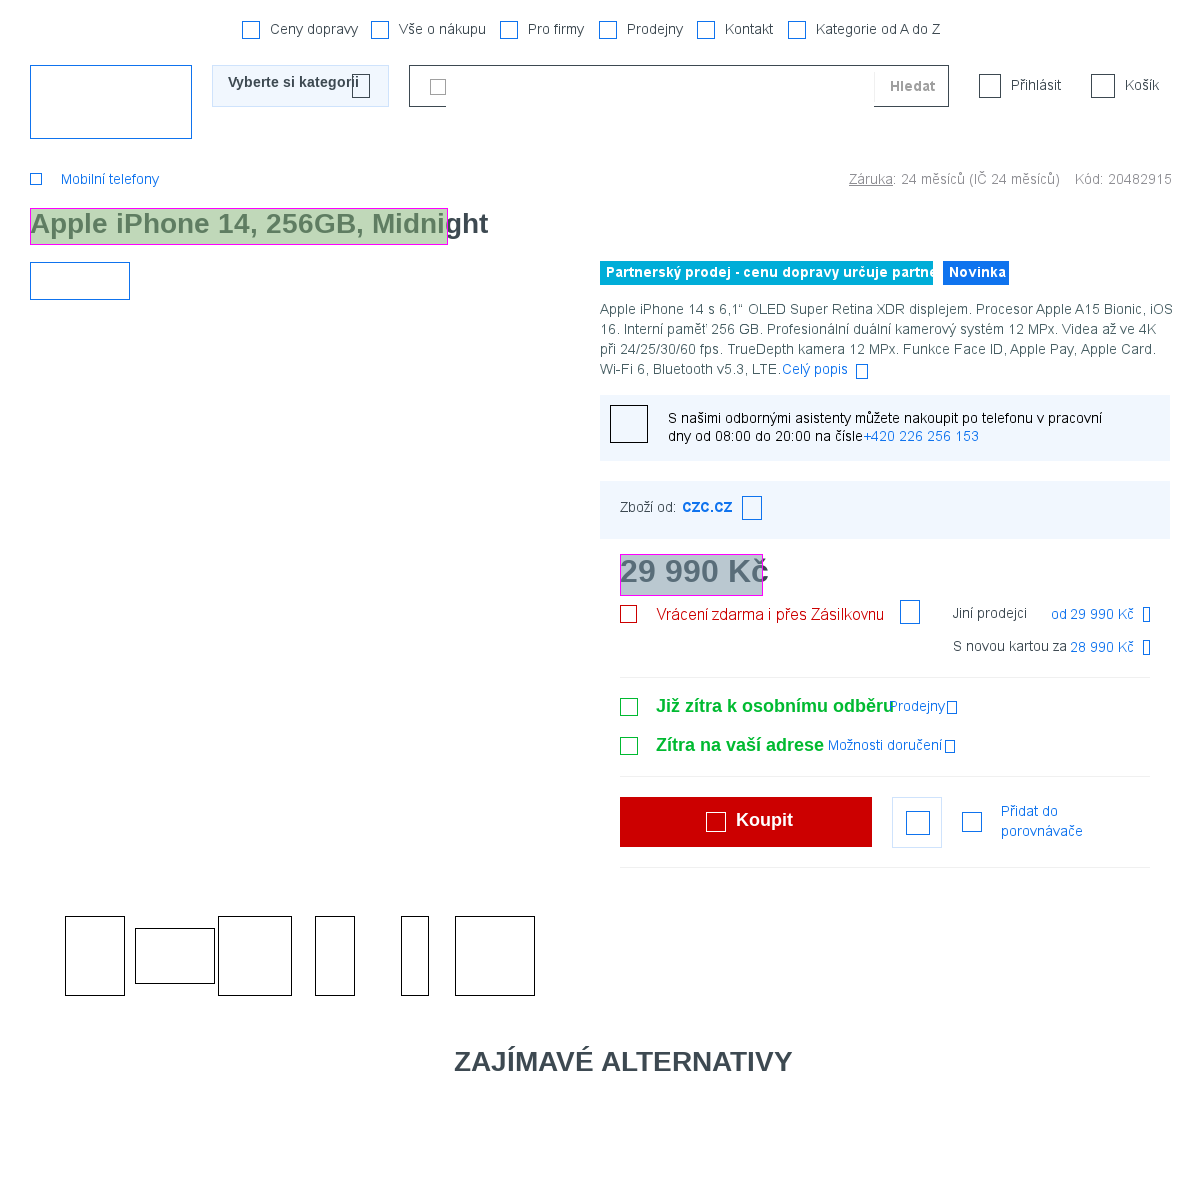 Ceny dopravy Vše o nákupu Pro firmy Prodejny Kontakt Kategorie od A do Z
Vyberte si kategorii Hledat Přihlásit Košík
Mobilní telefony Záruka: 24 měsíců (IČ 24 měsíců) Kód: 20482915
Apple iPhone 14, 256GB, Midnight
Partnerský prodej - cenu dopravy určuje Novinka
Apple iPhone 14 s 6,1“ OLED Super Retina XDR displejem. Procesor Apple A15 Bionic, iOS
16. Interní paměť 256 GB. Profesionální duální kamerový systém 12 MPx. Videa až ve 4K
při 24/25/30/60 fps. TrueDepth kamera 12 MPx. Funkce Face ID, Apple Pay, Apple Card.
Wi-Fi 6, Bluetooth v5.3, LTE.Celý popis
S našimi odbornými asistenty můžete nakoupit po telefonu v pracovní
dny od 08:00 do 20:00 na čísle+420 226 256 153
Zboží od: czc.cz
29 990 Kč
Vrácení zdarma i přes Zásilkovnu Jiní prodejci od 29 990 Kč
S novou kartou za 28 990 Kč
Již zítra k osobnímu odběru Prodejny
Zítra na vaší adrese Možnosti doručení
Koupit
Přidat do
porovnávače
ZAJÍMAVÉ ALTERNATIVY